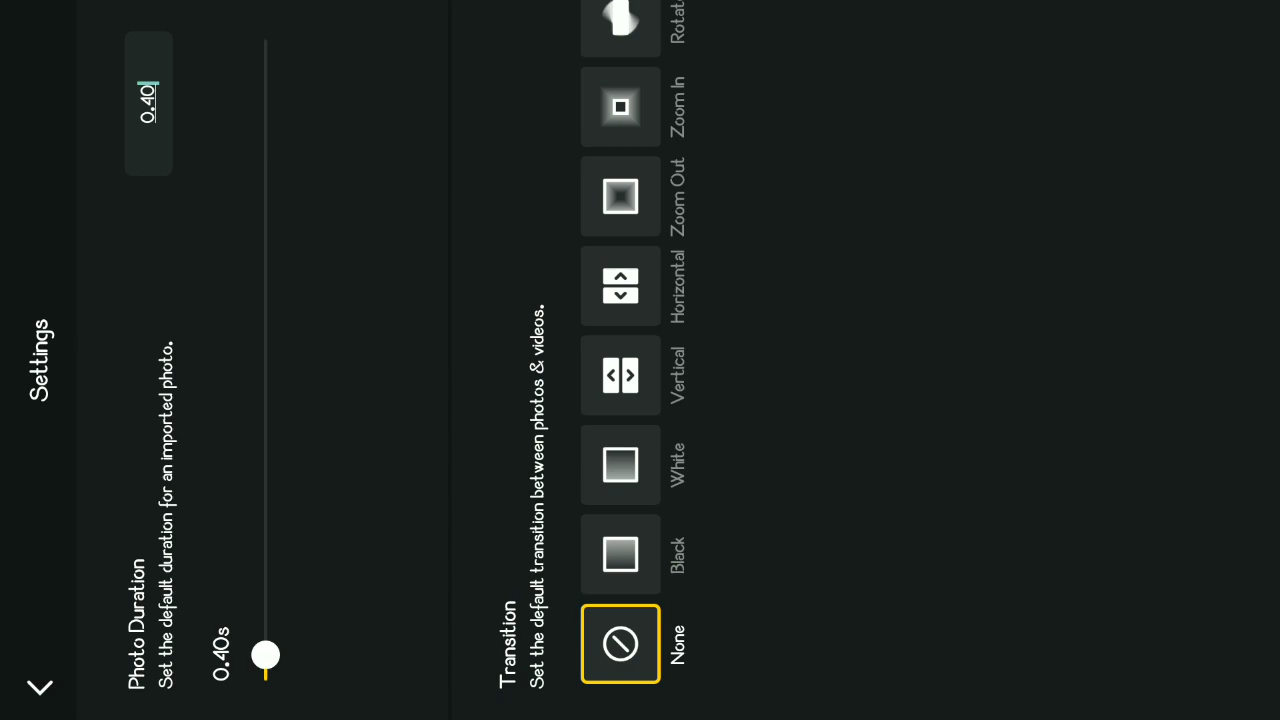 Settings
Photo Duration
0.40
Set the default duration for an imported photo.
0.40s
Transition
Set the default transition between photos & videos.
None Black White Vertical Horizontal Zoom Out Zoom In Rotat